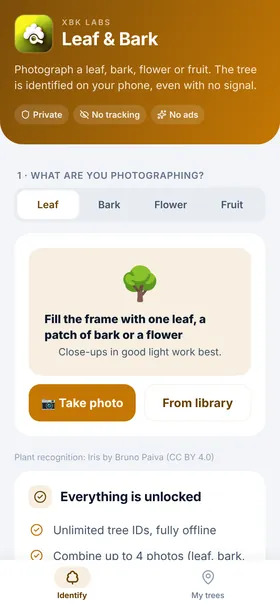 XBK LABS
Leaf & Bark
Photograph a leaf, bark, flower or fruit. The tree
is identified on your phone, even with no signal.
Private
No tracking
No ads
1 · WHAT ARE YOU PHOTOGRAPHING?
Leaf
Bark
Flower
Fruit
Fill the frame with one leaf, a
patch of bark or a flower
Close-ups in good light work best.
Take photo
From library
Plant recognition: Iris by Bruno Paiva (CC BY 4.0)
Everything is unlocked
Unlimited tree IDs, fully offline
Combine up to 4 photos (leaf, bark,
Identify
My trees